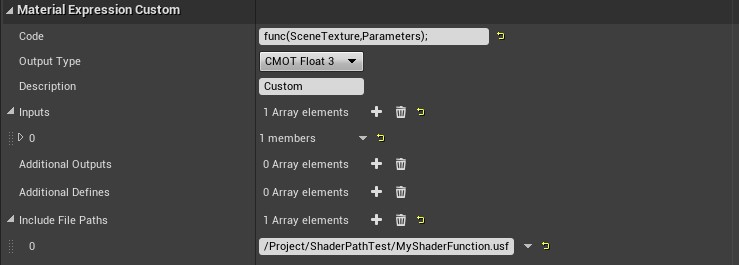 Material Expression Custom
Code func(SceneTexture,Parameters);
Output Type CMOT Float 3
Description Custom
Inputs 1 Array elements
0 1 members
Additional Outputs 0 Array elements
Additional Defines 0 Array elements
Include File Paths 1 Array elements
0 /Project/ShaderPathTest/MyShaderFunction.usf